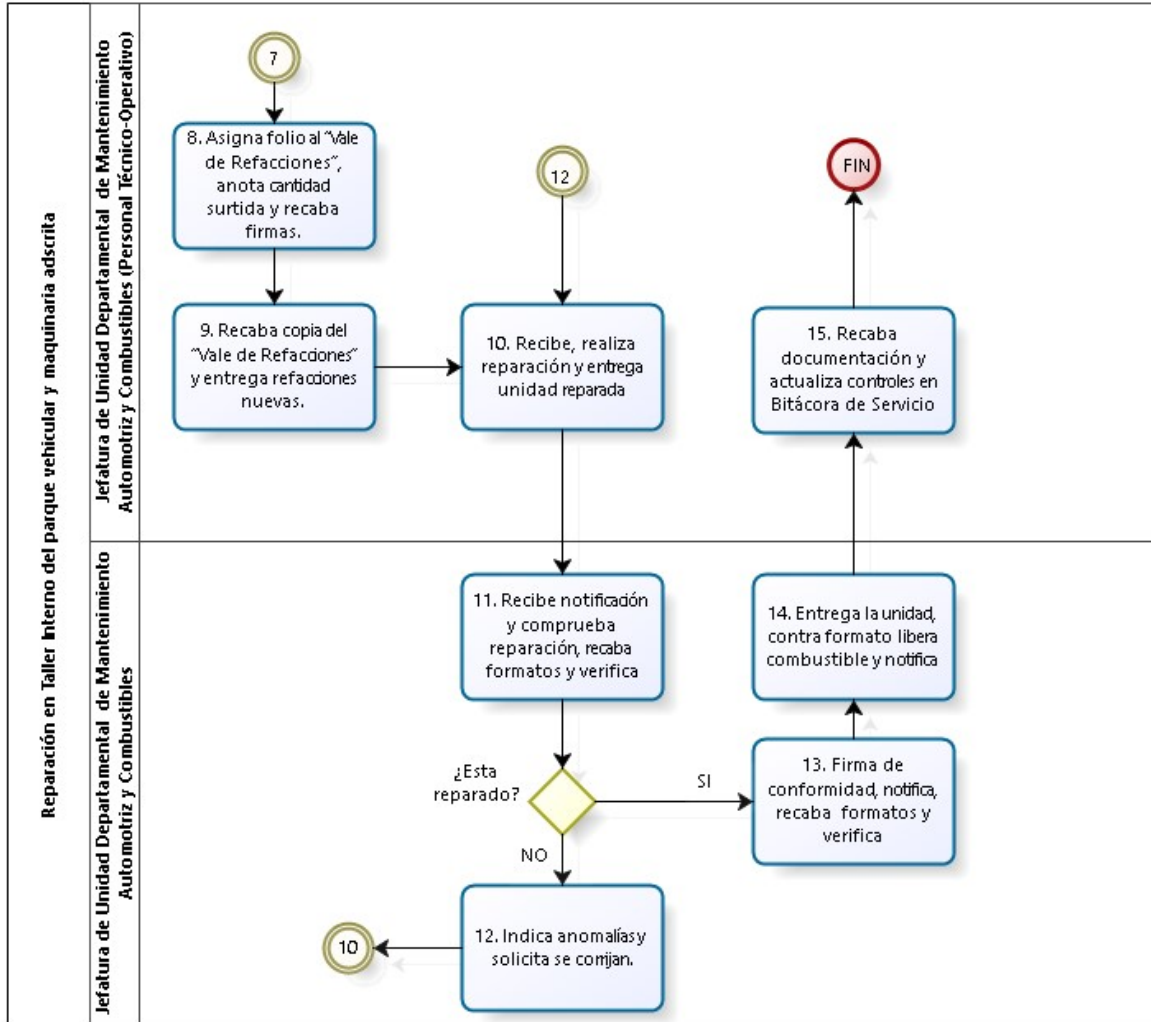 Reparación en Taller Interno del parque vehicular y maquinaria adscrita
Jefatura de Unidad Departamental de Mantenimiento
Automotriz y Combustibles (Personal Técnico-Operativo)
7
8. Asigna folio al “Vale
de Refacciones”,
anota cantidad
surtida y recaba
firmas.
9. Recaba copia del
“Vale de Refacciones”
y entrega refacciones
nuevas.
12
10. Recibe, realiza
reparación y entrega
unidad reparada
FIN
15. Recaba
documentación y
actualiza controles en
Bitácora de Servicio
Jefatura de Unidad Departamental de Mantenimiento
Automotriz y Combustibles
11. Recibe notificación
y comprueba
reparación, recaba
formatos y verifica
¿Esta
reparado?
SI
NO
12. Indica anomalías y
solicita se corrijan.
10
13. Firma de
conformidad, notifica,
recaba formatos y
verifica
14. Entrega la unidad,
contra formato libera
combustible y notifica